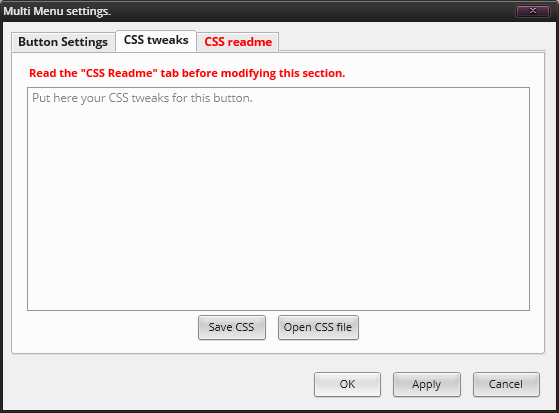 Multi Menu settings.
Button Settings CSS tweaks CSS readme
Read the "CSS Readme" tab before modifying this section.
Put here your CSS tweaks for this button.
Save CSS Open CSS file
OK Apply Cancel